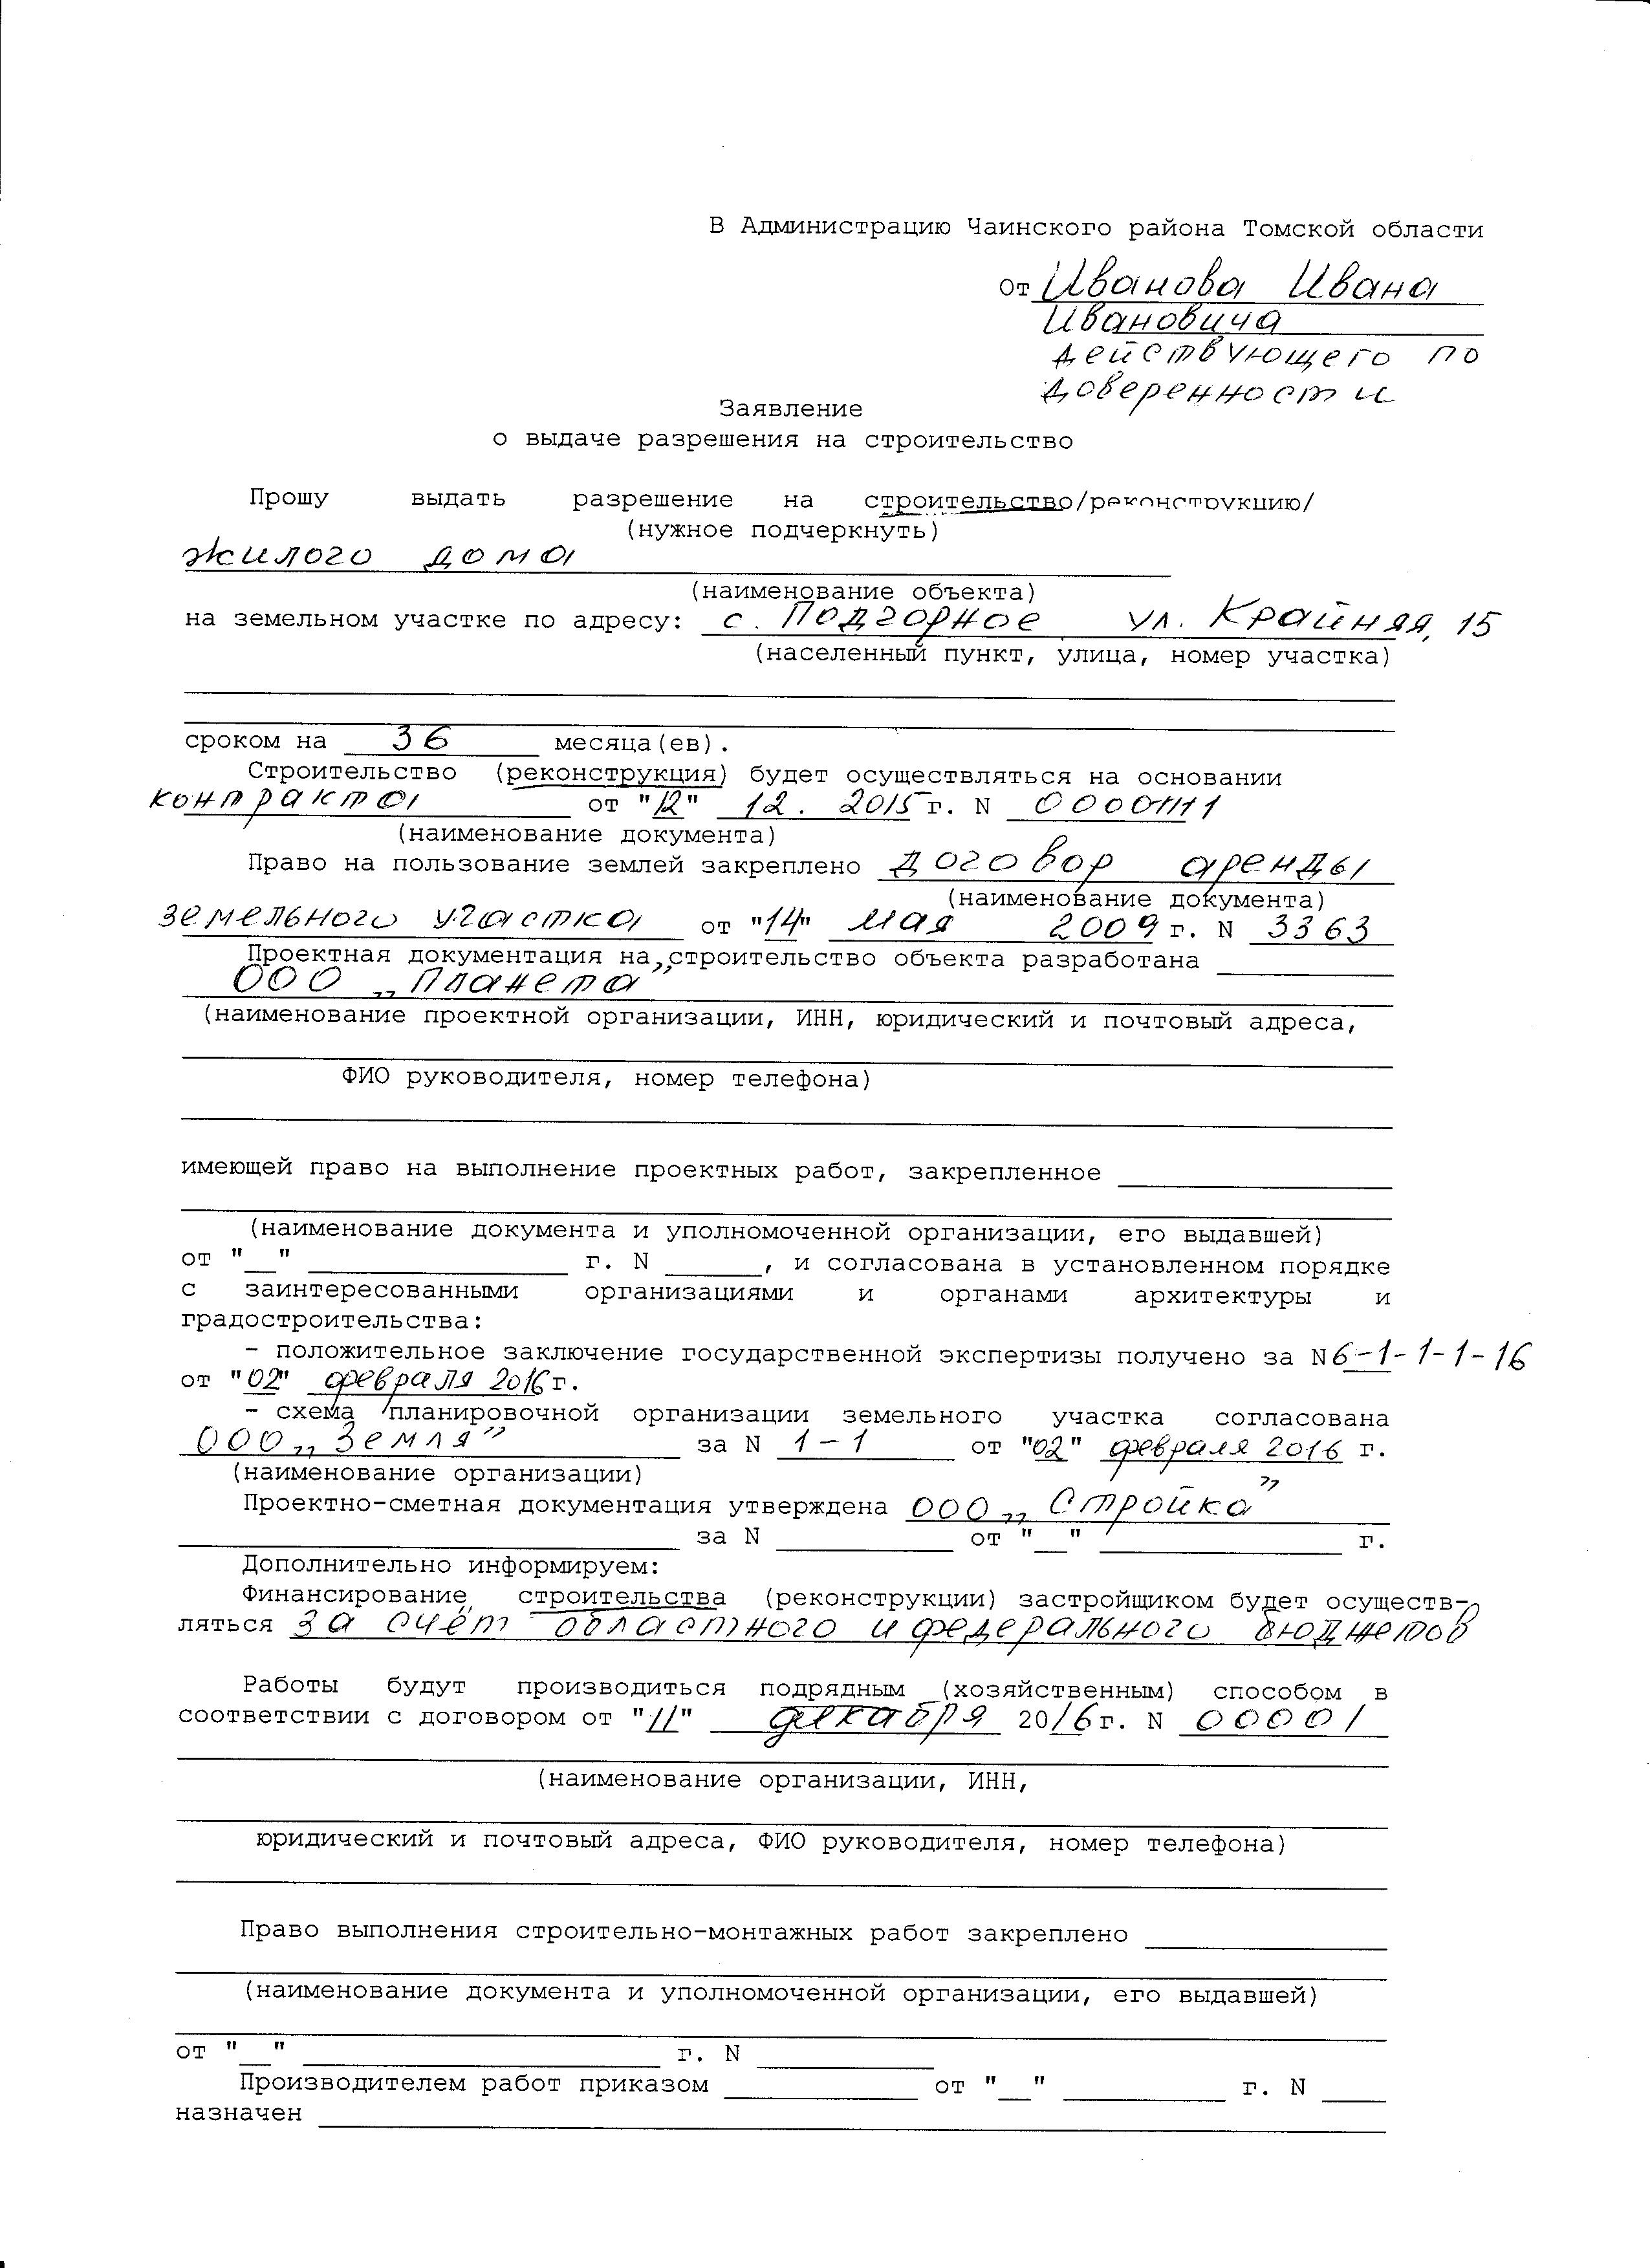 В Администрацию Чаинского района Томской области
от Иванова Ивана
Ивановича
действующего по
доверенности
Заявление
о выдаче разрешения на строительство
Прошу выдать разрешение на строительство/реконструкцию/
(нужное подчеркнуть)
жилого дома
(наименование объекта)
на земельном участке по адресу: с. Подгорное ул. Крайняя, 15
(населенный пункт, улица, номер участка)
сроком на 36 месяца(ев).
Строительство (реконструкция) будет осуществляться на основании
контракта от "12" 12. 2015 г. N 00001111
(наименование документа)
Право на пользование землей закреплено договор аренды
(наименование документа)
земельного участка от "14" мая 2009 г. N 3363
Проектная документация на строительство объекта разработана
ООО „Планета”
(наименование проектной организации, ИНН, юридический и почтовый адреса,
ФИО руководителя, номер телефона)
имеющей право на выполнение проектных работ, закрепленное
(наименование документа и уполномоченной организации, его выдавшей)
от "__" ________ г. N ______, и согласована в установленном порядке
с заинтересованными организациями и органами архитектуры и
градостроительства:
- положительное заключение государственной экспертизы получено за N 6-1-1-1-16
от "02" февраля 2016 г.
- схема планировочной организации земельного участка согласована
ООО „Земля” за N 1-1 от "02" февраля 2016 г.
(наименование организации)
Проектно-сметная документация утверждена ООО „Стройка”
за N ______ от "__" ______ г.
Дополнительно информируем:
Финансирование строительства (реконструкции) застройщиком будет осуществ-
ляться за счёт областного и федерального бюджетов
Работы будут производиться подрядным (хозяйственным) способом в
соответствии с договором от "11" декабря 2016 г. N 00001
(наименование организации, ИНН,
юридический и почтовый адреса, ФИО руководителя, номер телефона)
Право выполнения строительно-монтажных работ закреплено
(наименование документа и уполномоченной организации, его выдавшей)
от "__" ______ г. N ______
Производителем работ приказом ______ от "__" ______ г. N ____
назначен